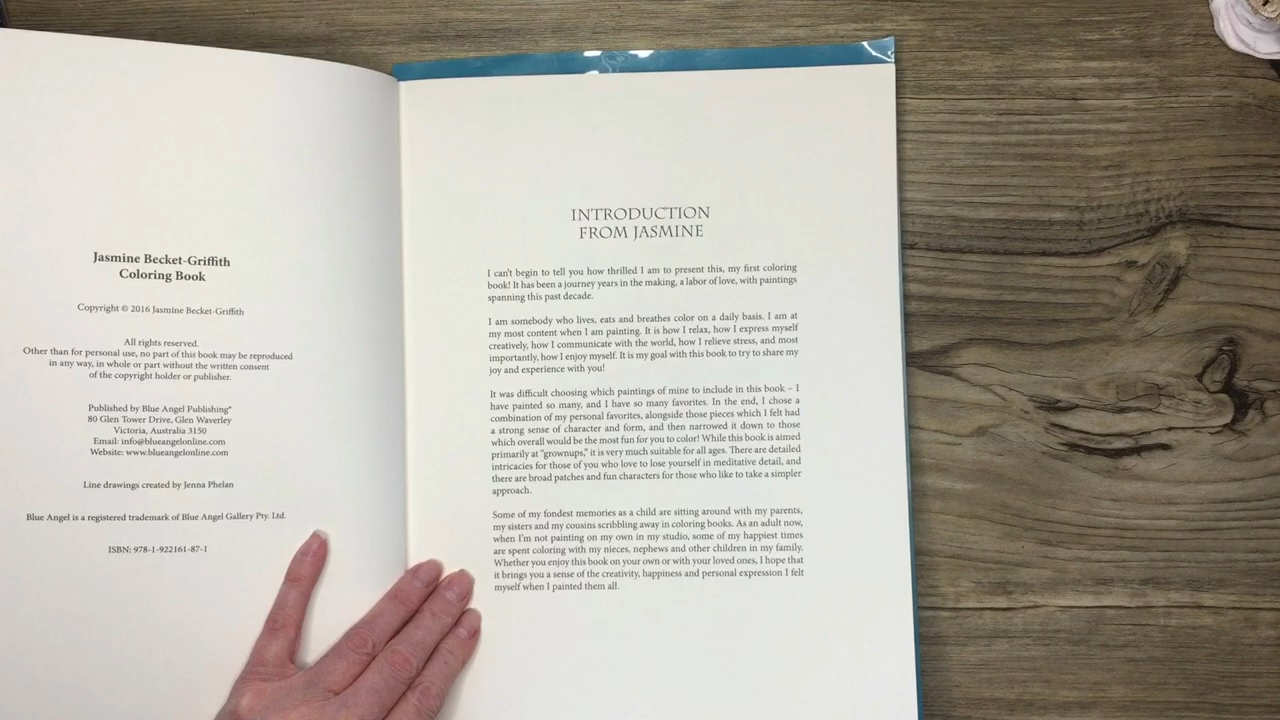 Jasmine Becket-Griffith
Coloring Book
Copyright © 2016 Jasmine Becket-Griffith
All rights reserved.
Other than for personal use, no part of this book may be reproduced
in any way, in whole or part without the written consent
of the copyright holder or publisher.
Published by Blue Angel Publishing®
80 Glen Tower Drive, Glen Waverley
Victoria, Australia 3150
Email: info@blueangelonline.com
Website: www.blueangelonline.com
Line drawings created by Jenna Phelan
Blue Angel is a registered trademark of Blue Angel Gallery Pty. Ltd.
ISBN: 978-1-922161-87-1
INTRODUCTION
FROM JASMINE
I can't begin to tell you how thrilled I am to present this, my first coloring
book! It has been a journey years in the making, a labor of love, with paintings
spanning this past decade.
I am somebody who lives, eats and breathes color on a daily basis. I am at
my most content when I am painting. It is how I relax, how I express myself
creatively, how I communicate with the world, how I relieve stress, and most
importantly, how I enjoy myself. It is my goal with this book to try to share my
joy and experience with you!
It was difficult choosing which paintings of mine to include in this book – I
have painted so many, and I have so many favorites. In the end, I chose a
combination of my personal favorites, alongside those pieces which I felt had
a strong sense of character and form, and then narrowed it down to those
which overall would be the most fun for you to color! While this book is aimed
primarily at "grownups," it is very much suitable for all ages. There are detailed
intricacies for those of you who love to lose yourself in meditative detail, and
there are broad patches and fun characters for those who like to take a simpler
approach.
Some of my fondest memories as a child are sitting around with my parents,
my sisters and my cousins scribbling away in coloring books. As an adult now,
when I'm not painting on my own in my studio, some of my happiest times
are spent coloring with my nieces, nephews and other children in my family.
Whether you enjoy this book on your own or with your loved ones, I hope that
it brings you a sense of the creativity, happiness and personal expression I felt
myself when I painted them all.